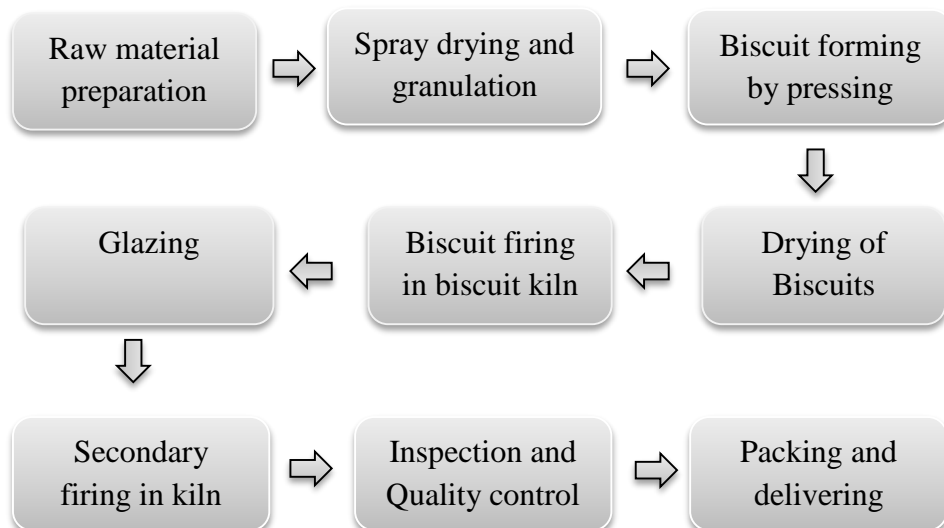 Raw material
preparation
Spray drying and
granulation
Biscuit forming
by pressing
Drying of
Biscuits
Biscuit firing
in biscuit kiln
Glazing
Secondary
firing in kiln
Inspection and
Quality control
Packing and
delivering